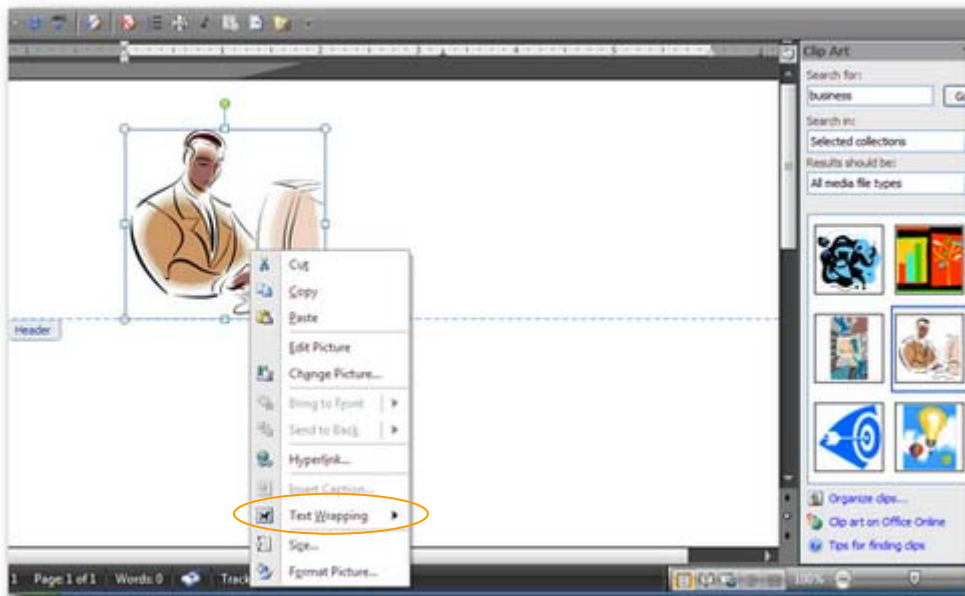 Clip Art
Search for:
business
Search in:
Selected collections
Results should be:
All media file types
Header
Cut
Copy
Paste
Edit Picture
Change Picture...
Bring to Front
Send to Back
Hyperlink...
Insert Caption...
Text Wrapping
Size...
Format Picture...
Organize clips...
Clip art on Office Online
Tips for finding clips
1 Page: 1 of 1 Words: 0 Track
100%